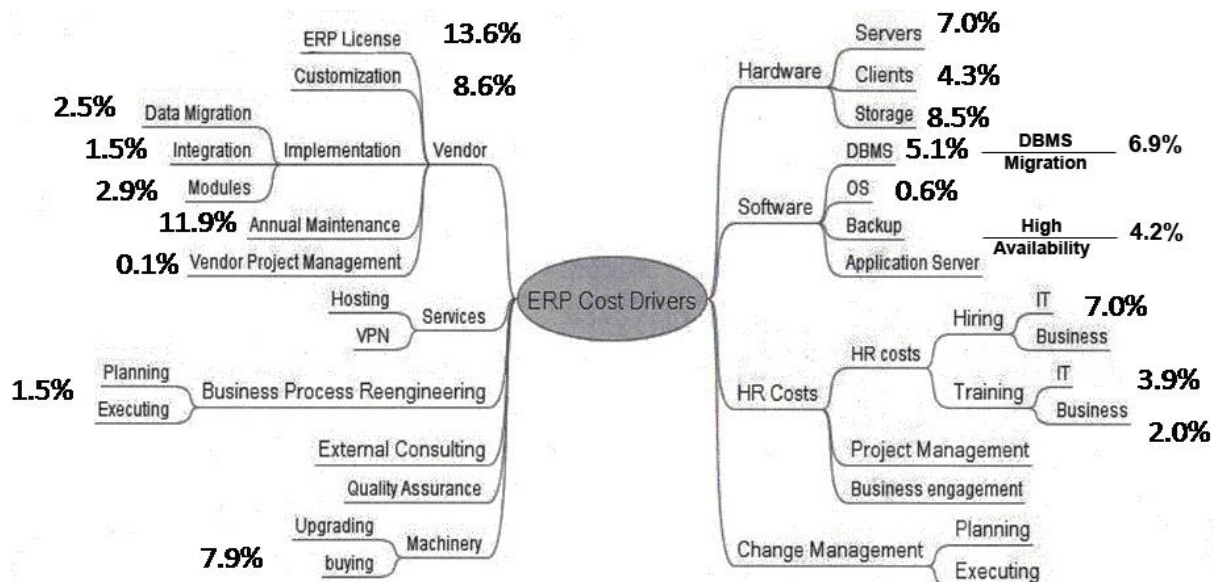 ERP License
13.6%
Customization
8.6%
2.5%
Data Migration
1.5%
Integration
Implementation
Vendor
2.9%
Modules
11.9%
Annual Maintenance
0.1%
Vendor Project Management
Hosting
Services
VPN
1.5%
Planning
Executing
Business Process Reengineering
External Consulting
Quality Assurance
7.9%
Upgrading
buying
Machinery
ERP Cost Drivers
Hardware
Servers
7.0%
Clients
4.3%
Storage
8.5%
Software
DBMS
5.1%
DBMS
Migration
6.9%
OS
0.6%
Backup
High
Availability
4.2%
Application Server
HR Costs
HR costs
Hiring
IT
7.0%
Business
Training
IT
3.9%
Business
2.0%
Project Management
Business engagement
Change Management
Planning
Executing